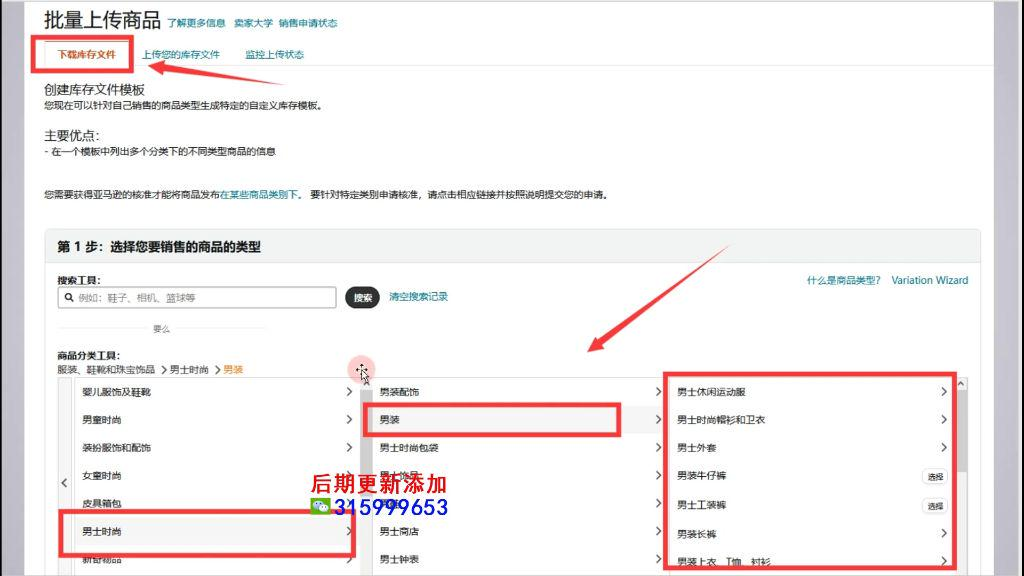 批量上传商品 了解更多信息 卖家大学 销售申请状态
下载库存文件 上传您的库存文件 监控上传状态
创建库存文件模板
您现在可以针对自己销售的商品类型生成特定的自定义库存模板。
主要优点：
- 在一个模板中列出多个分类下的不同类型商品的信息
您需要获得亚马逊的核准才能将商品发布在某些商品类别下。 要针对特定类别申请核准，请点击相应链接并按照说明提交您的申请。
第 1 步：选择您要销售的商品的类型
搜索工具： 什么是商品类型? Variation Wizard
例如：鞋子、相机、篮球等 搜索 清空搜索记录
要么
商品分类工具：
服装、鞋靴和珠宝饰品 > 男士时尚 > 男装
婴儿服饰及鞋靴 男装配饰 男士休闲运动服
男童时尚 男装 男士时尚帽衫和卫衣
装扮服饰和配饰 男士时尚包袋 男士外套
女童时尚 男士饰品 男装牛仔裤 选择
后期更新添加
皮具箱包 男士工装裤 选择
315999653
男士时尚 男士商店 男装长裤
新奇物品 男士钟表 男装上衣、T恤、衬衫